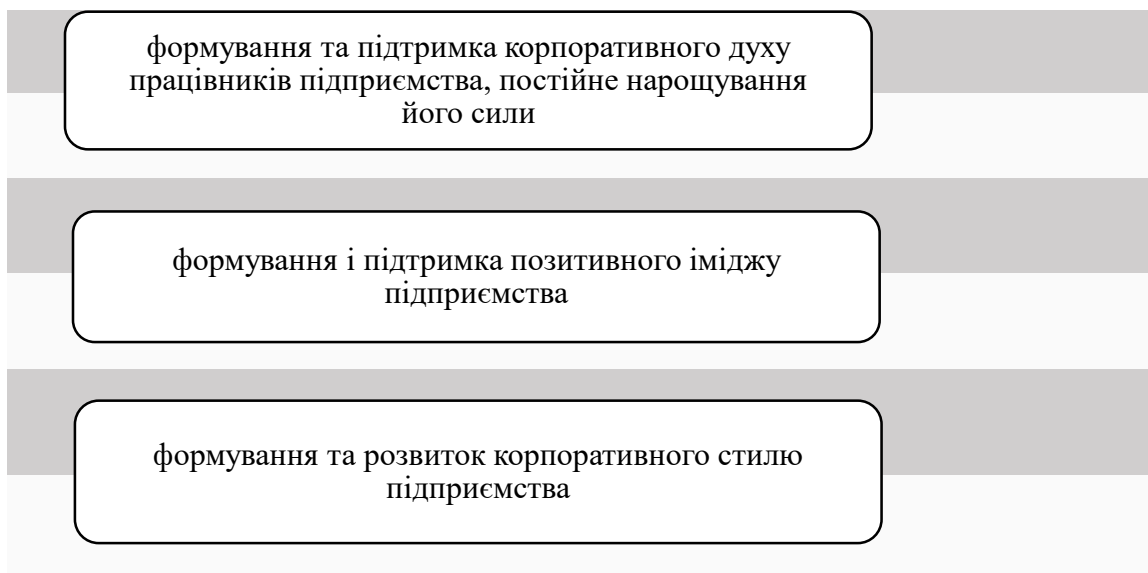 формування та підтримка корпоративного духу
працівників підприємства, постійне нарощування
його сили
формування і підтримка позитивного іміджу
підприємства
формування та розвиток корпоративного стилю
підприємства